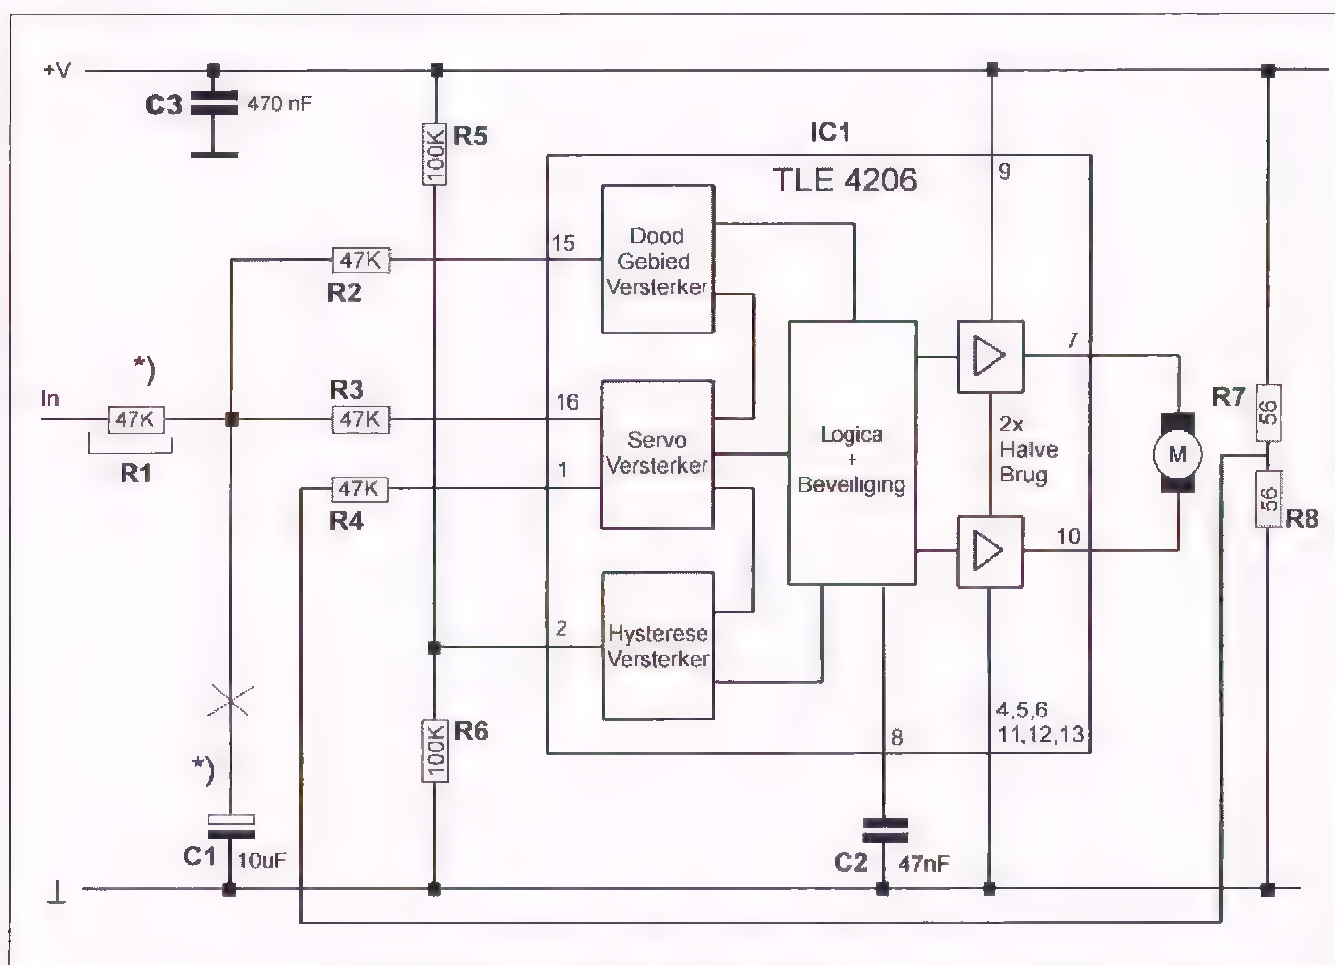 +V
C3
470 nF
R5
100K
IC1
TLE 4206
9
15
Dood
Gebied
Versterker
47K
R2
*)
In
47K
R1
R3
47K
16
Servo
Versterker
1
47K
R4
Logica
+
Beveiliging
2x
Halve
Brug
7
M
R7
56
56
R8
10
2
Hysterese
Versterker
R6
100K
*)
C1
10uF
8
4,5,6
11,12,13
C2
47nF
⊥